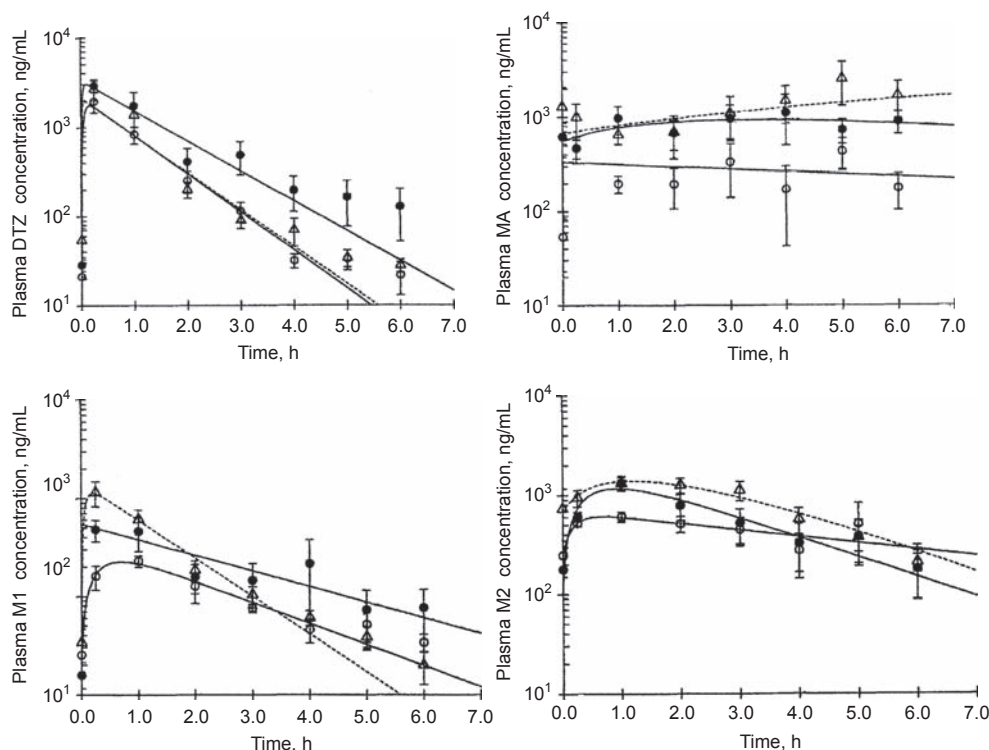 10⁴
10³
10²
10¹
Plasma DTZ concentration, ng/mL
0.0 1.0 2.0 3.0 4.0 5.0 6.0 7.0
Time, h
10⁴
10³
10²
10¹
Plasma MA concentration, ng/mL
0.0 1.0 2.0 3.0 4.0 5.0 6.0 7.0
Time, h
10⁴
10³
10²
10¹
Plasma M1 concentration, ng/mL
0.0 1.0 2.0 3.0 4.0 5.0 6.0 7.0
Time, h
10⁴
10³
10²
10¹
Plasma M2 concentration, ng/mL
0.0 1.0 2.0 3.0 4.0 5.0 6.0 7.0
Time, h